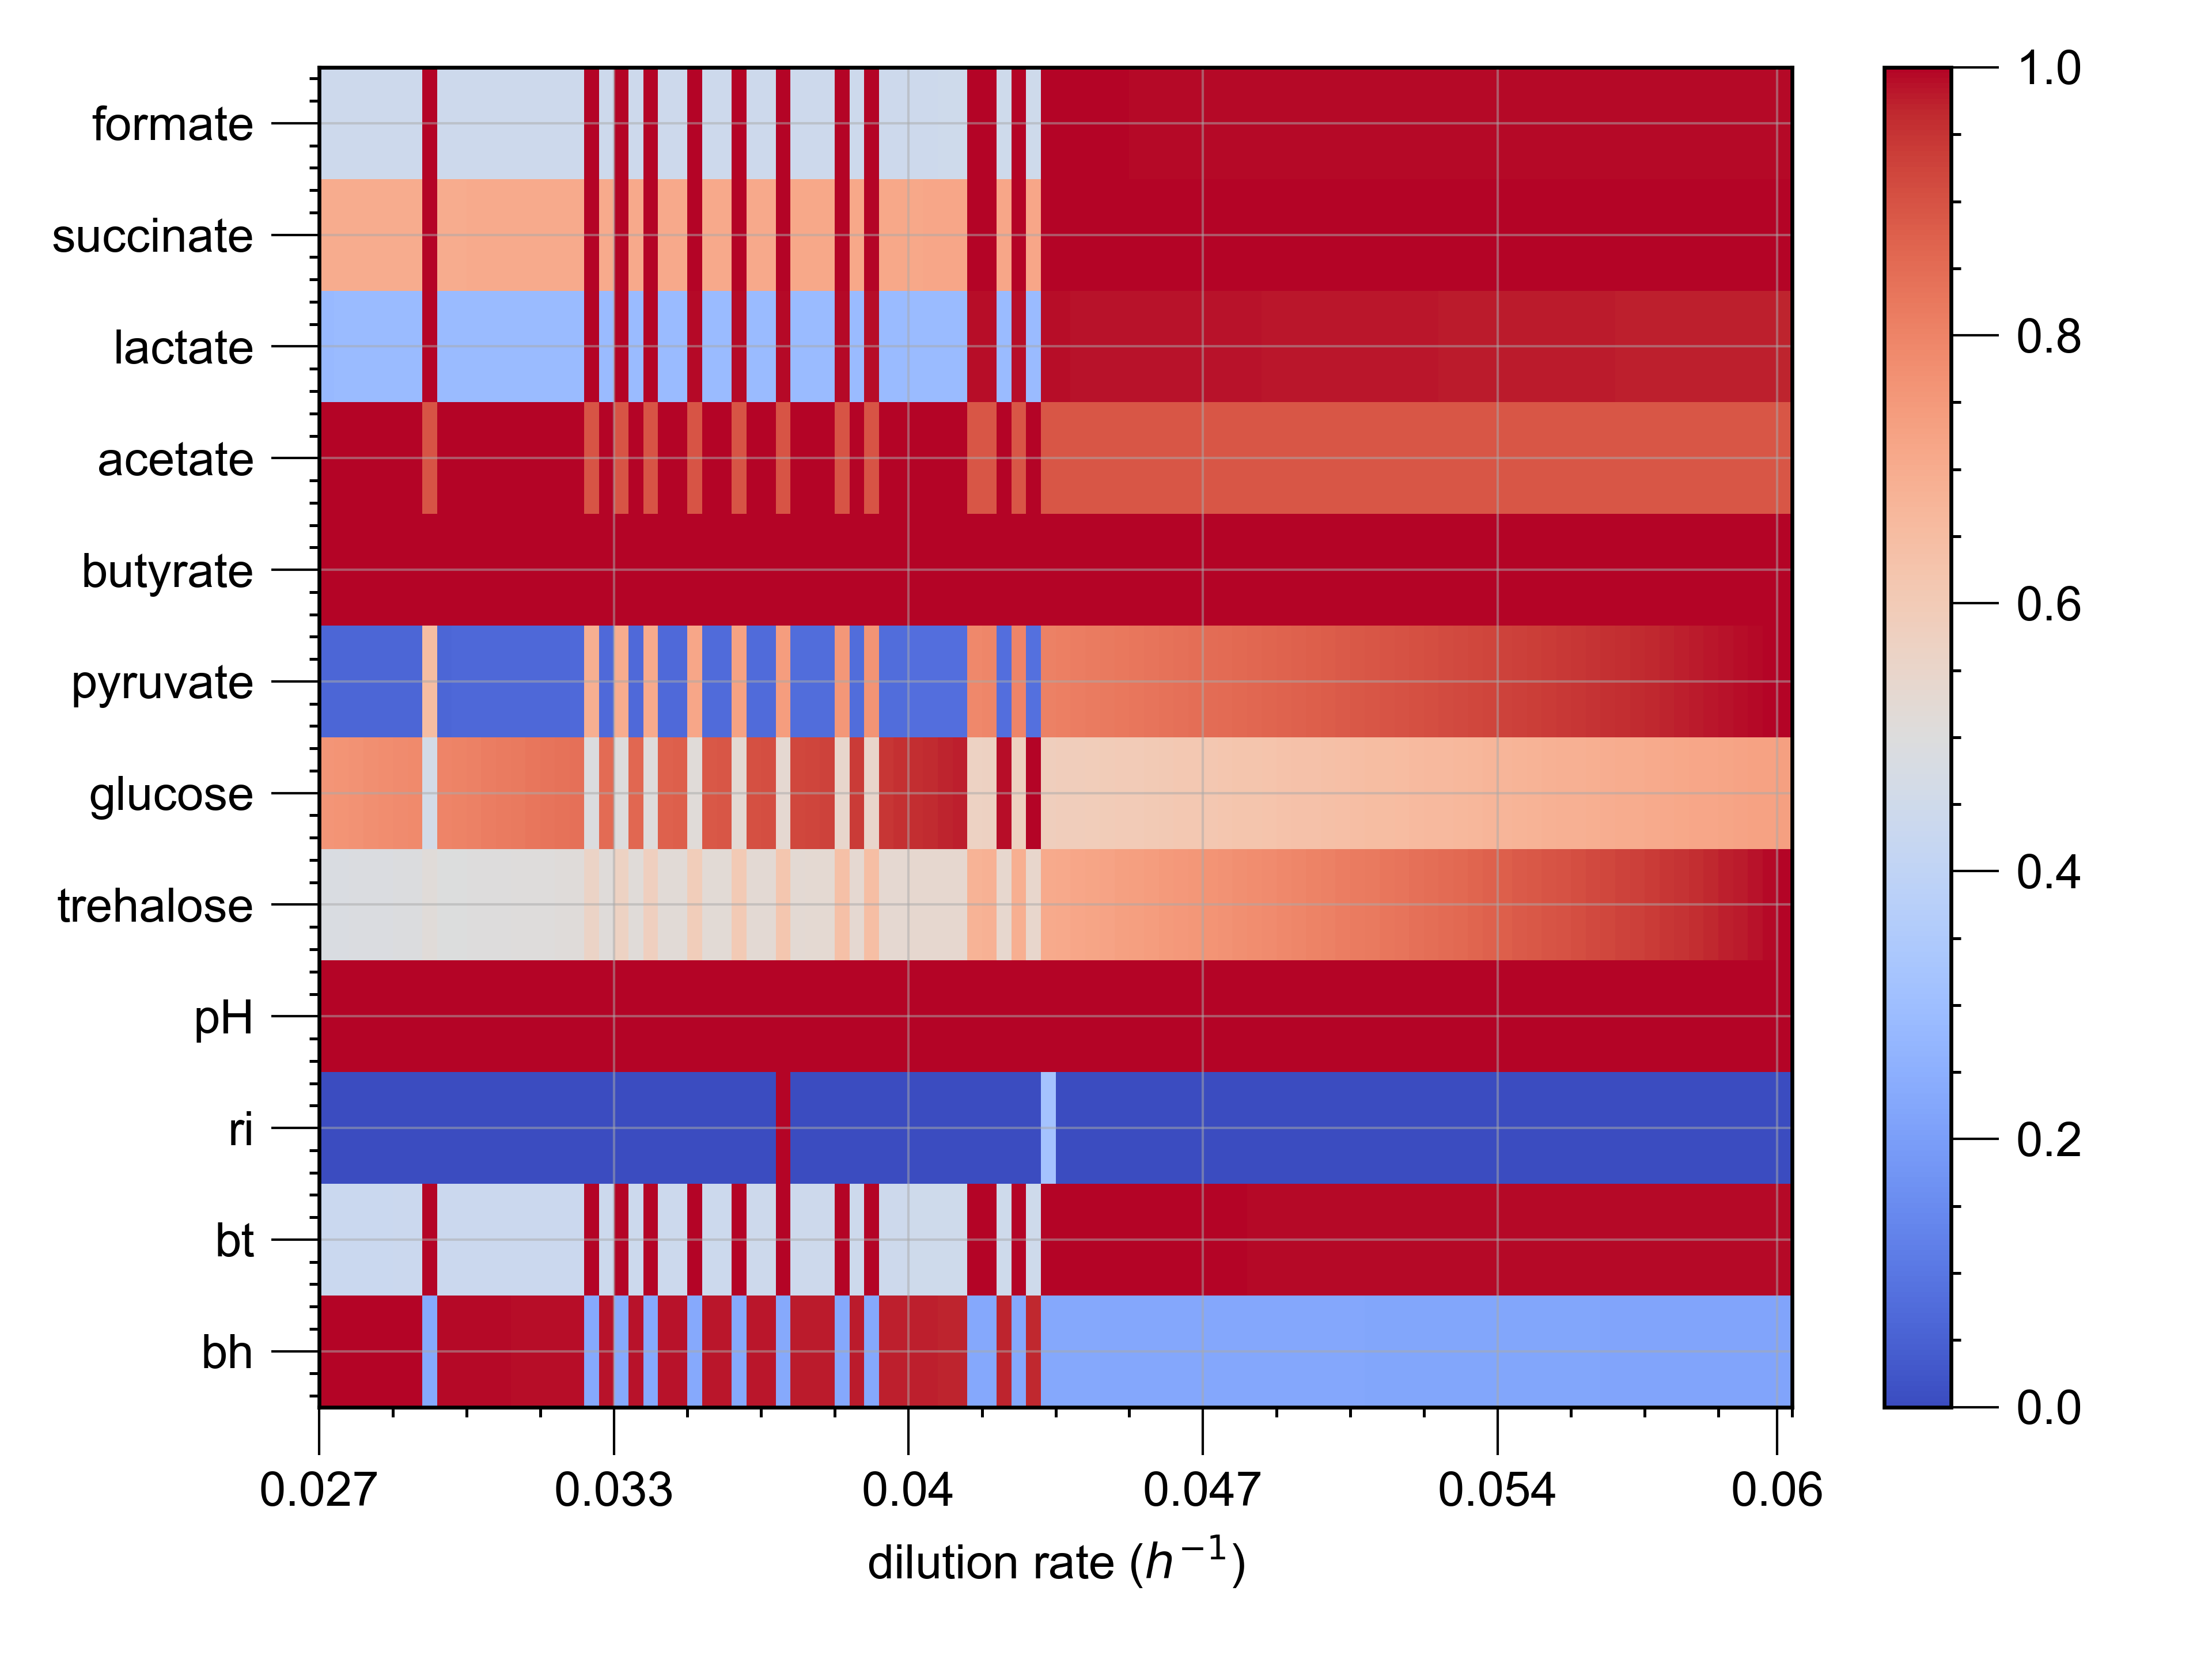 formate
succinate
lactate
acetate
butyrate
pyruvate
glucose
trehalose
pH
ri
bt
bh
0.027 0.033 0.04 0.047 0.054 0.06
dilution rate (h⁻¹)
1.0
0.8
0.6
0.4
0.2
0.0